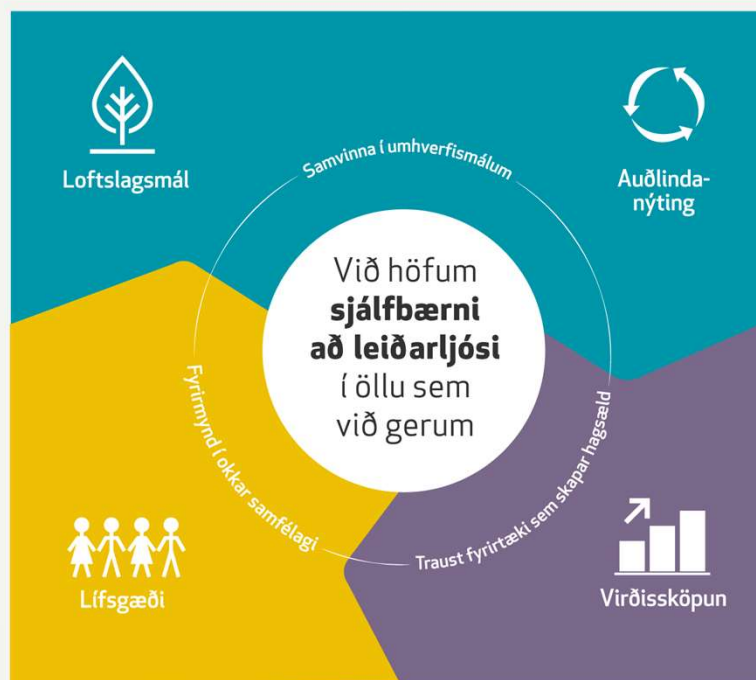 Loftslagsmál
Samvinna í umhverfismálum
Auðlinda-
nýting
Við höfum
sjálfbærni
að leiðarljósi
í öllu sem
við gerum
Fyrirmynd í okkar samfélagi
Traust fyrirtæki sem skapar hagsæld
Lífsgæði
Virðissköpun